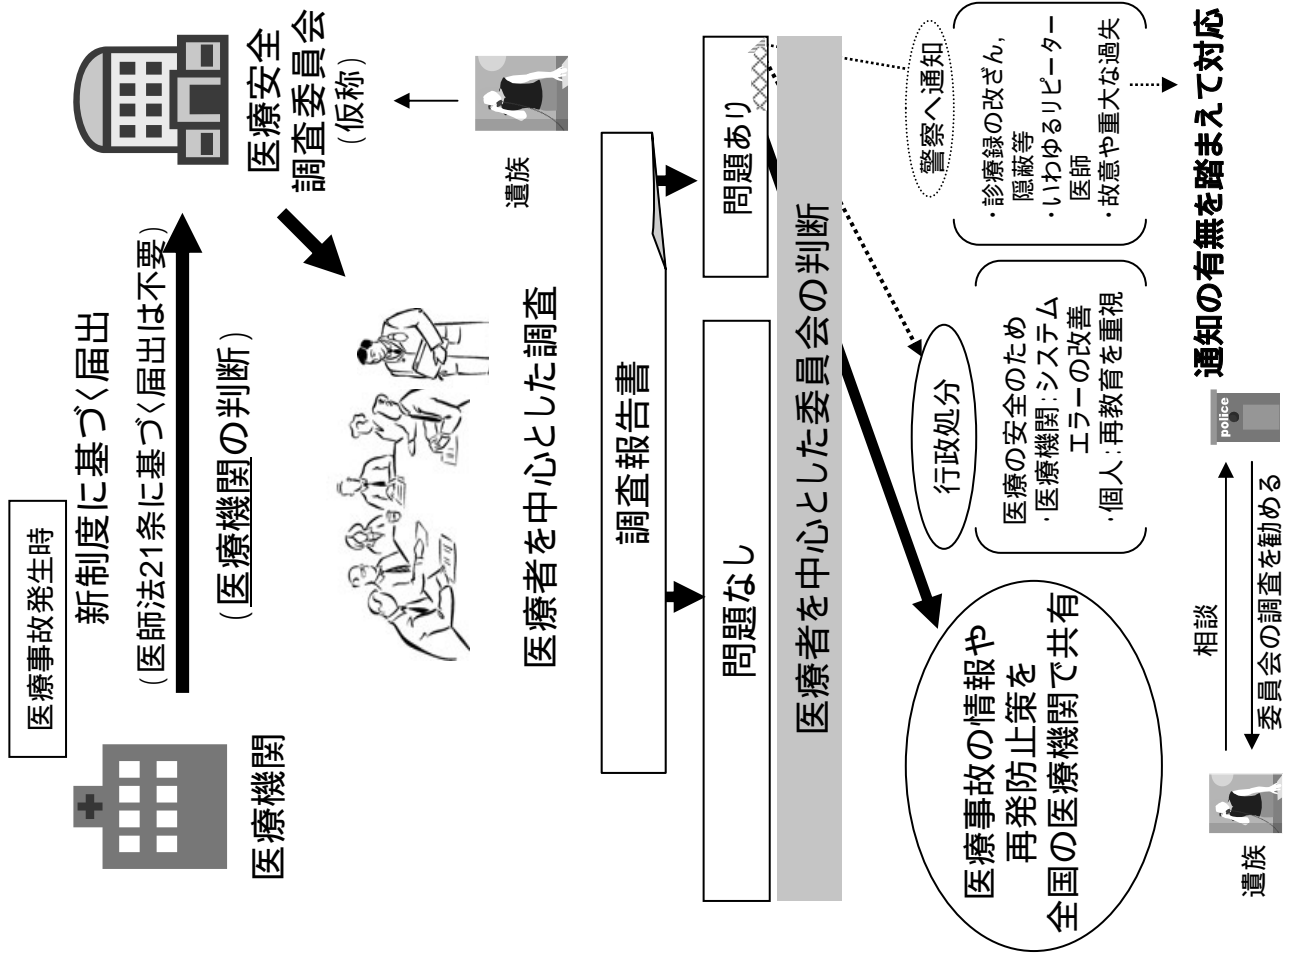 医療事故発生時
新制度に基づく届出
（医師法21条に基づく届出は不要）
（医療機関の判断）
医療機関
医療安全
調査委員会
（仮称）
遺族
医療者を中心とした調査
調査報告書
問題なし
問題あり
医療者を中心とした委員会の判断
医療事故の情報や
再発防止策を
全国の医療機関で共有
行政処分
医療の安全のため
・医療機関：システム
エラーの改善
・個人：再教育を重視
警察へ通知
・診療録の改ざん，
隠蔽等
・いわゆるリピーター
医師
・故意や重大な過失
遺族
相談
委員会の調査を勧める
police
通知の有無を踏まえて対応